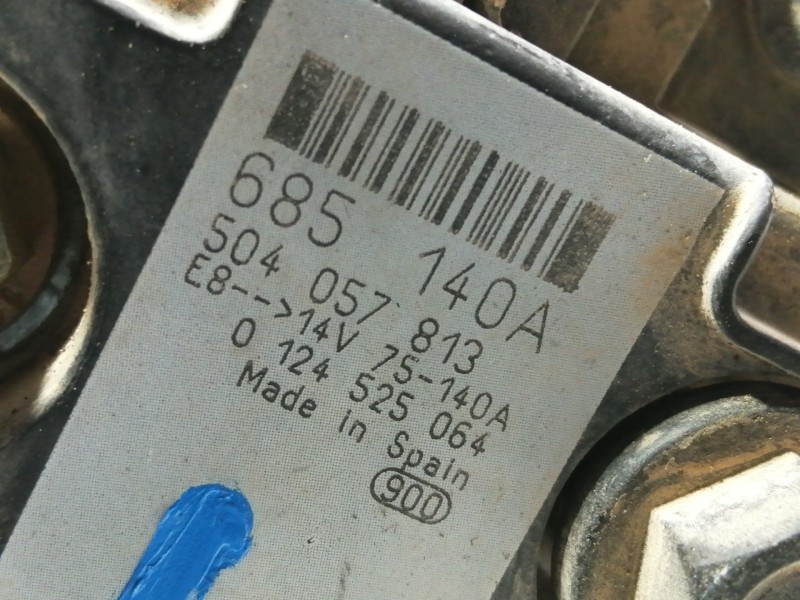 685 140A
504 057 813
E8-->14V 75-140A
0 124 525 064
Made in Spain
900